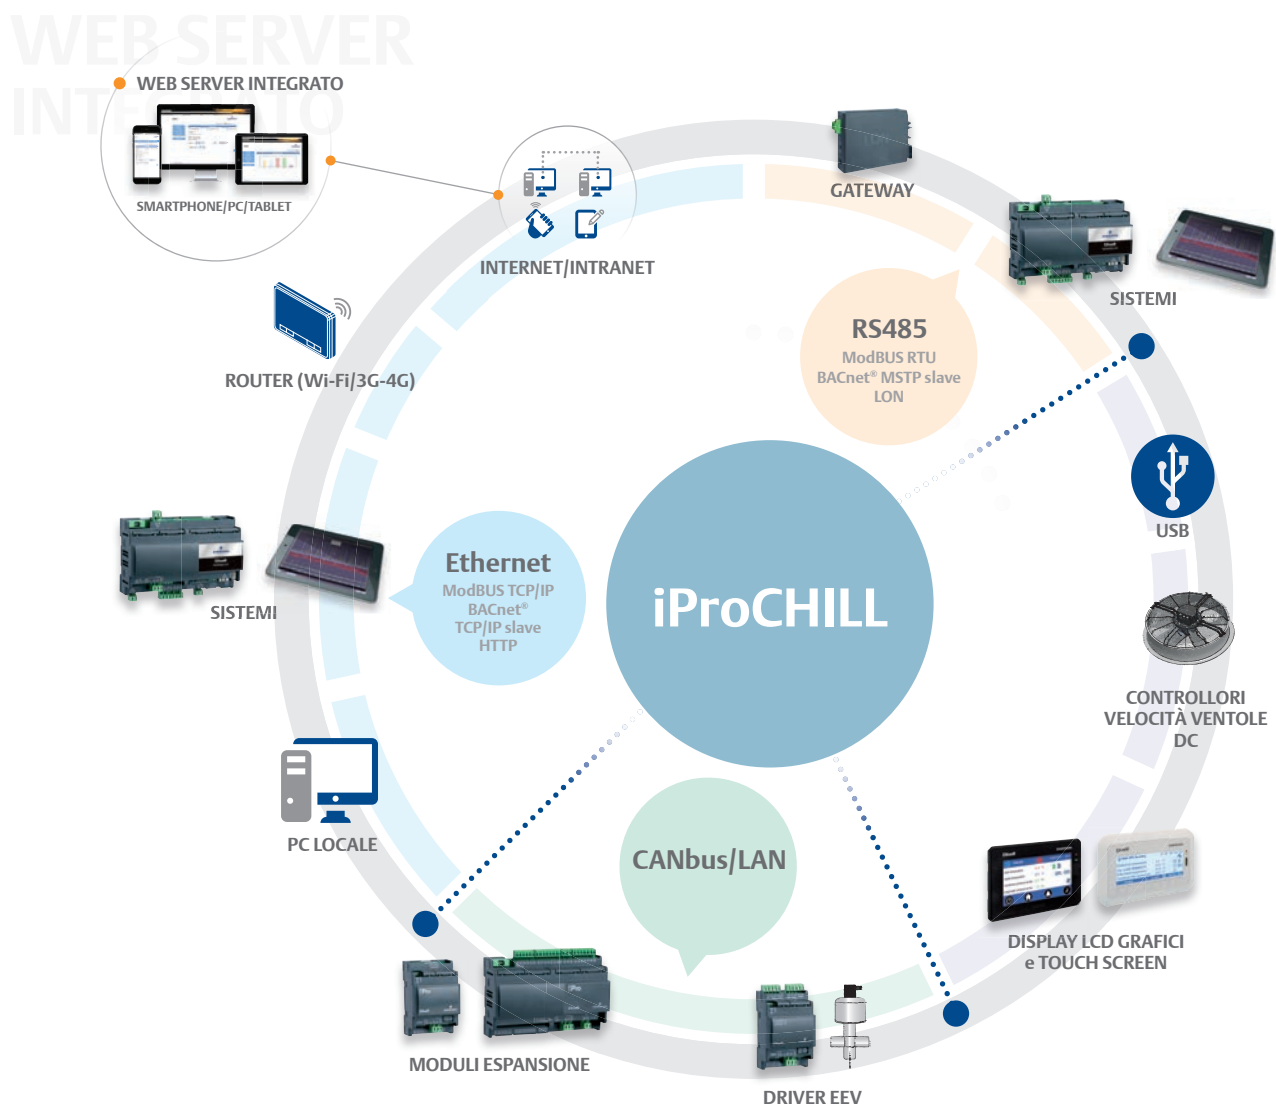 WEB SERVER
INTEGRATO
WEB SERVER INTEGRATO
SMARTPHONE/PC/TABLET
INTERNET/INTRANET
GATEWAY
SISTEMI
ROUTER (Wi-Fi/3G-4G)
RS485
ModBUS RTU
BACnet® MSTP slave
LON
USB
Ethernet
ModBUS TCP/IP
BACnet®
TCP/IP slave
HTTP
SISTEMI
iProCHILL
CONTROLLORI
VELOCITÀ VENTOLE
DC
PC LOCALE
CANbus/LAN
DISPLAY LCD GRAFICI
e TOUCH SCREEN
MODULI ESPANSIONE
DRIVER EEV